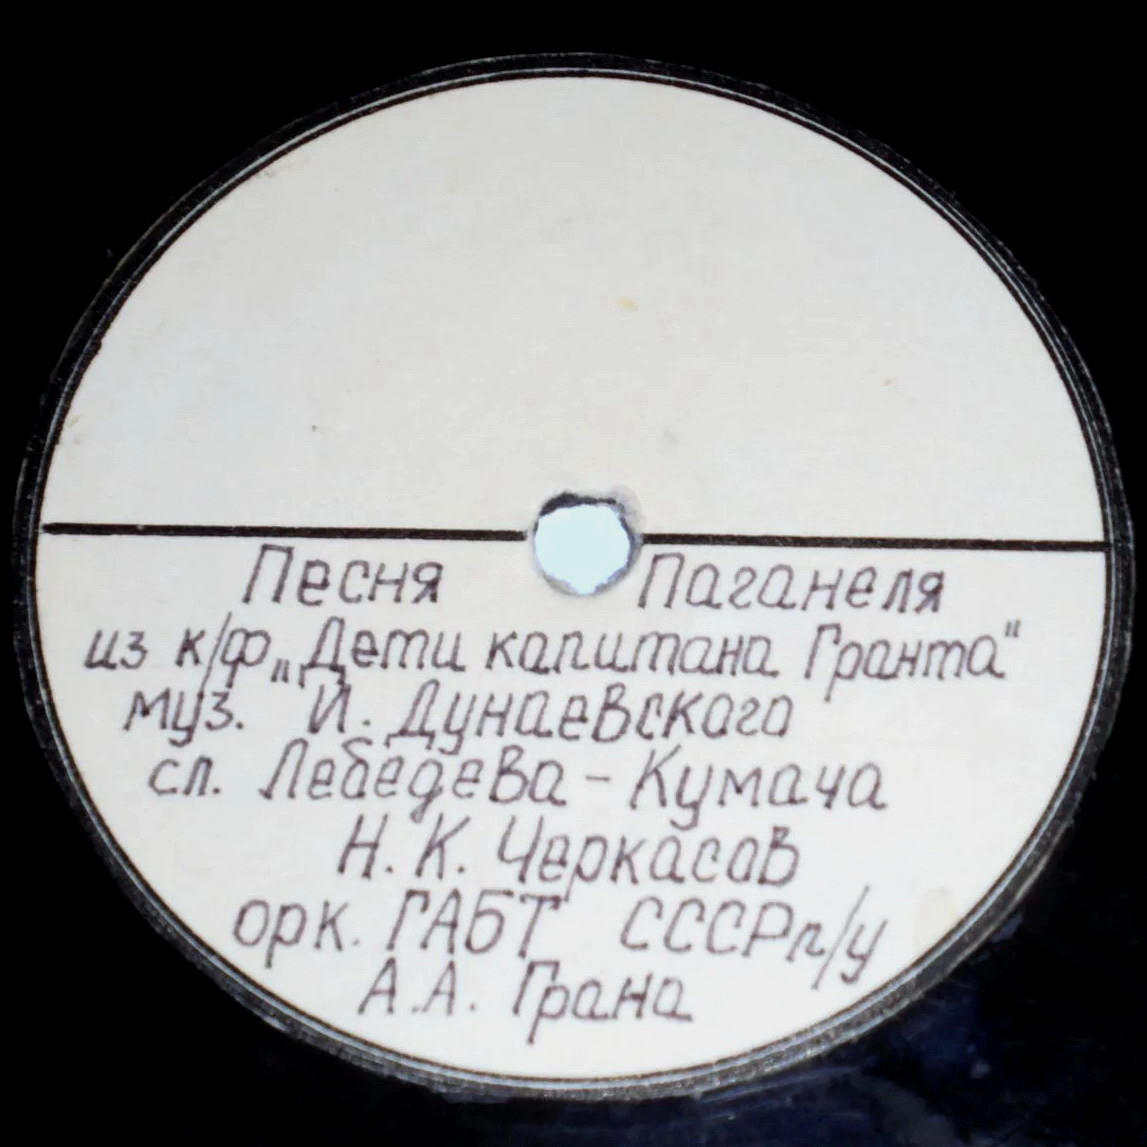 Песня Паганеля
из к/ф „Дети капитана Гранта"
муз. И. Дунаевского
сл. Лебедева - Кумача
Н. К. Черкасов
орк. ГАБТ СССР п/у
А. А. Грана